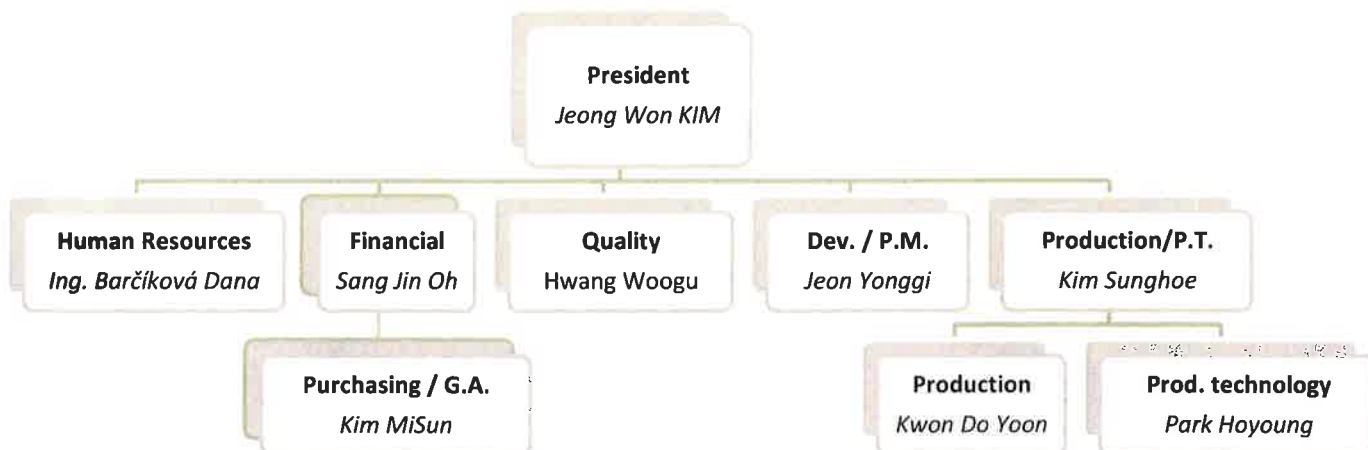 President
Jeong Won KIM
Human Resources
Ing. Barčíková Dana
Financial
Sang Jin Oh
Quality
Hwang Woogu
Dev. / P.M.
Jeon Yonggi
Production/P.T.
Kim Sunghoe
Purchasing / G.A.
Kim MiSun
Production
Kwon Do Yoon
Prod. technology
Park Hoyoung